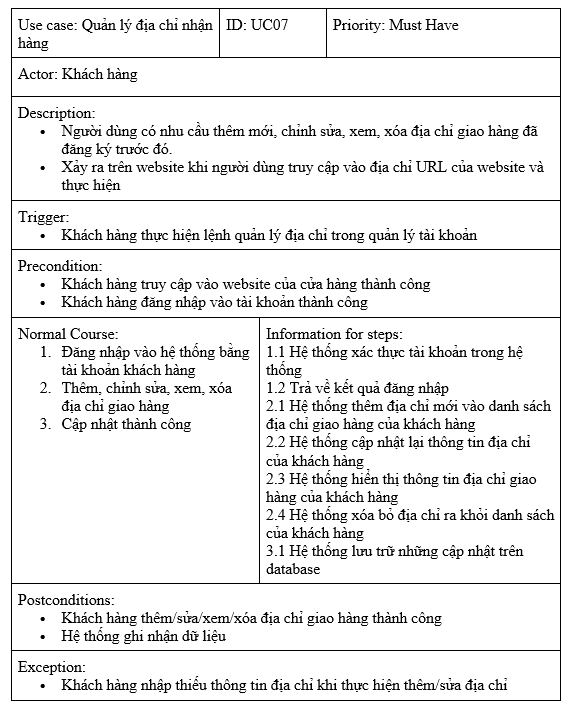 Use case: Quản lý địa chỉ nhận
hàng
ID: UC07
Priority: Must Have
Actor: Khách hàng
Description:
• Người dùng có nhu cầu thêm mới, chỉnh sửa, xem, xóa địa chỉ giao hàng đã
đăng ký trước đó.
• Xảy ra trên website khi người dùng truy cập vào địa chỉ URL của website và
thực hiện
Trigger:
• Khách hàng thực hiện lệnh quản lý địa chỉ trong quản lý tài khoản
Precondition:
• Khách hàng truy cập vào website của cửa hàng thành công
• Khách hàng đăng nhập vào tài khoản thành công
Normal Course:
1. Đăng nhập vào hệ thống bằng
tài khoản khách hàng
2. Thêm, chỉnh sửa, xem, xóa
địa chỉ giao hàng
3. Cập nhật thành công
Information for steps:
1.1 Hệ thống xác thực tài khoản trong hệ
thống
1.2 Trả về kết quả đăng nhập
2.1 Hệ thống thêm địa chỉ mới vào danh sách
địa chỉ giao hàng của khách hàng
2.2 Hệ thống cập nhật lại thông tin địa chỉ
của khách hàng
2.3 Hệ thống hiển thị thông tin địa chỉ giao
hàng của khách hàng
2.4 Hệ thống xóa bỏ địa chỉ ra khỏi danh sách
của khách hàng
3.1 Hệ thống lưu trữ những cập nhật trên
database
Postconditions:
• Khách hàng thêm/sửa/xem/xóa địa chỉ giao hàng thành công
• Hệ thống ghi nhận dữ liệu
Exception:
• Khách hàng nhập thiếu thông tin địa chỉ khi thực hiện thêm/sửa địa chỉ